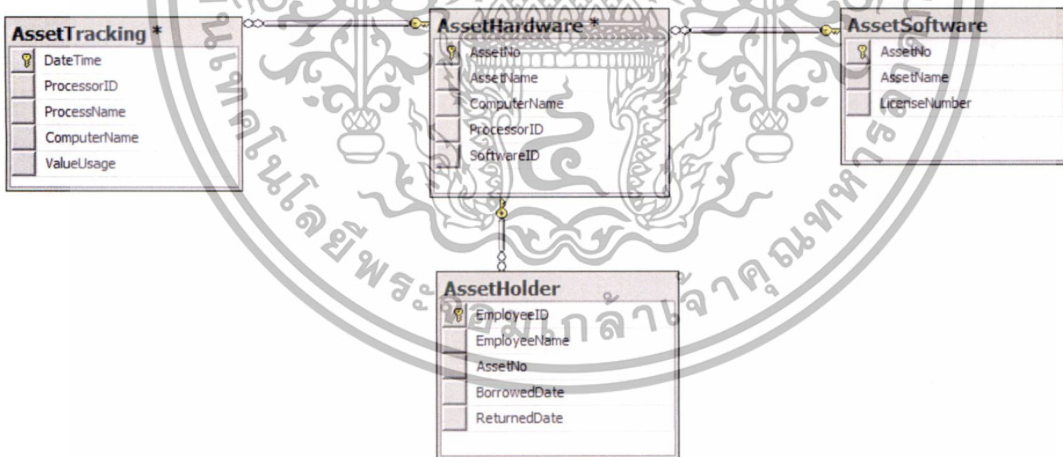 AssetTracking *
DateTime
ProcessorID
ProcessName
ComputerName
ValueUsage
AssetHardware *
AssetNo
AssetName
ComputerName
ProcessorID
SoftwareID
AssetSoftware
AssetNo
AssetName
LicenseNumber
AssetHolder
EmployeeID
EmployeeName
AssetNo
BorrowedDate
ReturnedDate